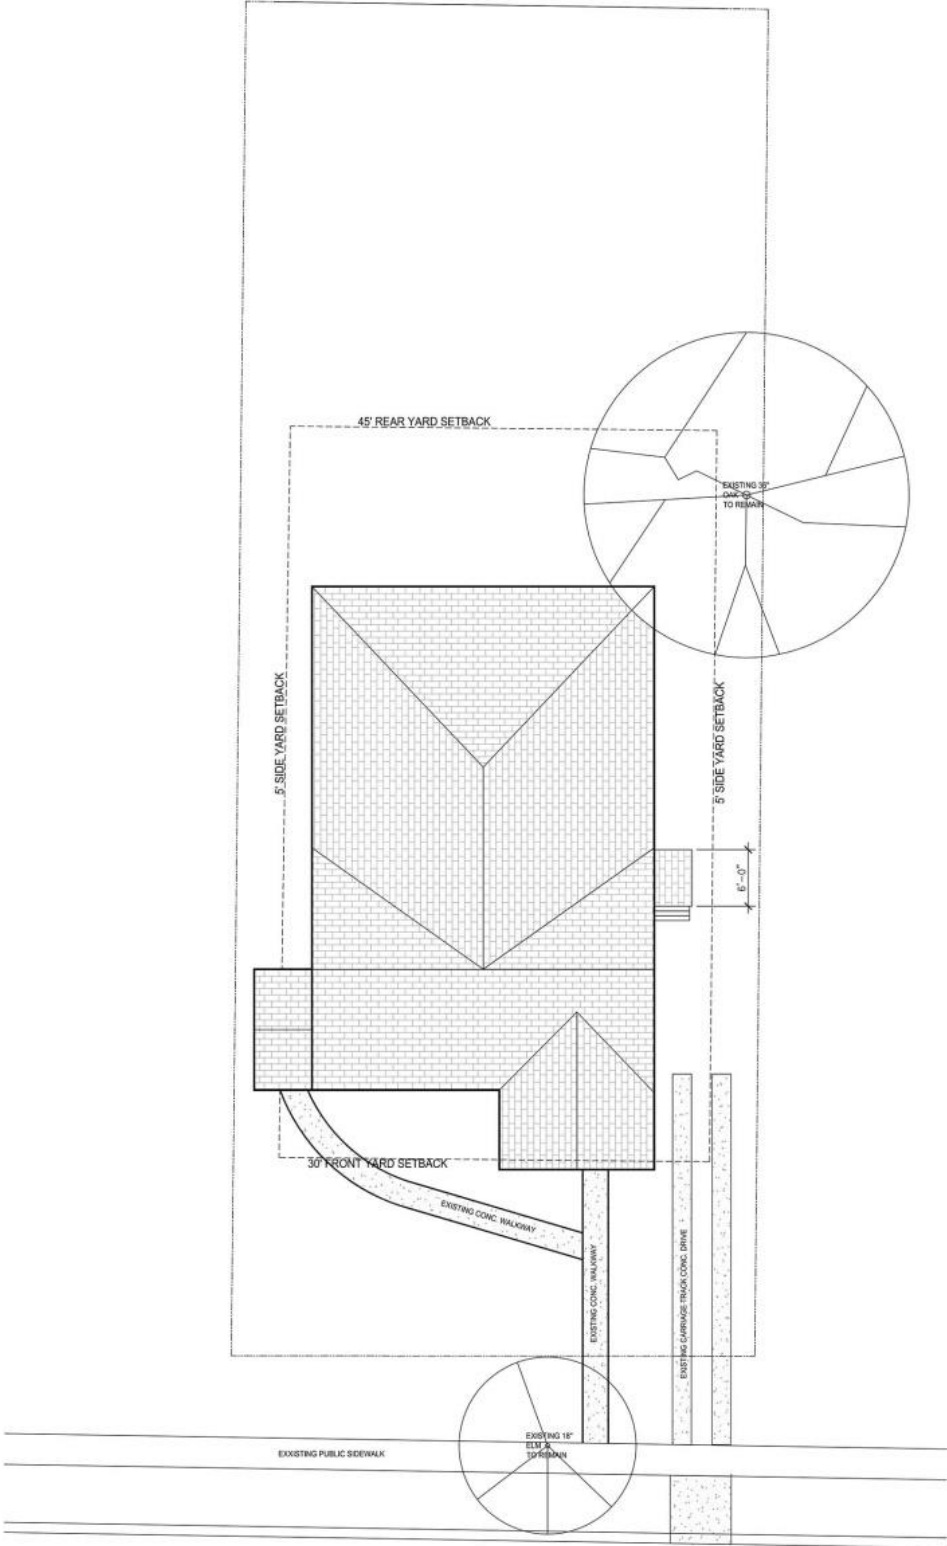 45' REAR YARD SETBACK
EXISTING 36"
OAK
TO REMAIN
5' SIDE YARD SETBACK
5' SIDE YARD SETBACK
6'-0"
30' FRONT YARD SETBACK
EXISTING CONC. WALKWAY
EXISTING CONC. WALKWAY
EXISTING CARRIAGE-TRACK CONC. DRIVE
EXISTING 18"
ELM
TO REMAIN
EXXISTING PUBLIC SIDEWALK